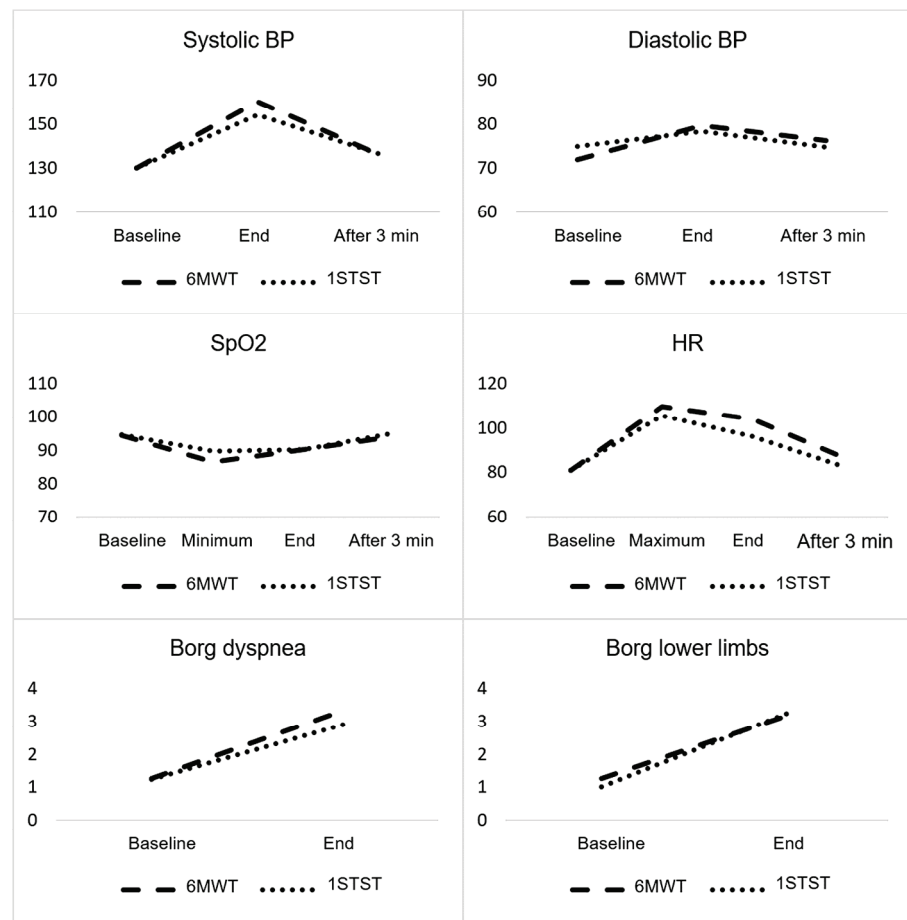 Systolic BP
170
150
130
110
Baseline End After 3 min
6MWT 1STST
Diastolic BP
90
80
70
60
Baseline End After 3 min
6MWT 1STST
SpO2
110
100
90
80
70
Baseline Minimum End After 3 min
6MWT 1STST
HR
120
100
80
60
Baseline Maximum End After 3 min
6MWT 1STST
Borg dyspnea
4
3
2
1
0
Baseline End
6MWT 1STST
Borg lower limbs
4
3
2
1
0
Baseline End
6MWT 1STST